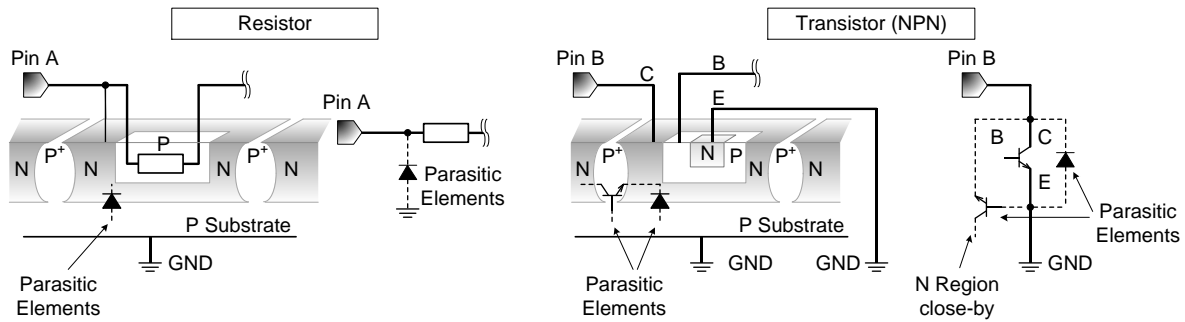 Resistor
Transistor (NPN)
Pin A
Pin A
P
N
P+
N
P+
N
N
Parasitic
Elements
P Substrate
GND
Parasitic
Elements
Pin B
C
B
E
N
P+
N
N
P
P+
N
P Substrate
GND
GND
Parasitic
Elements
Pin B
B
C
E
Parasitic
Elements
GND
N Region
close-by